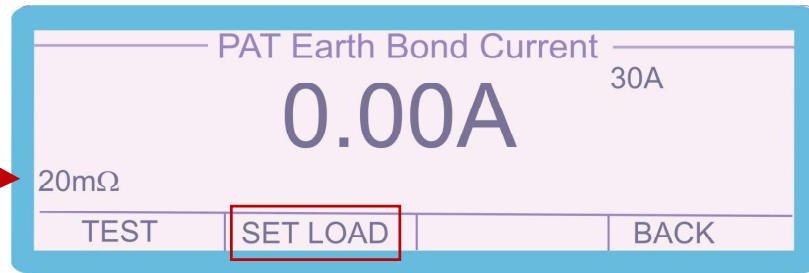 PAT Earth Bond Current
30A
0.00A
20mΩ
TEST SET LOAD BACK